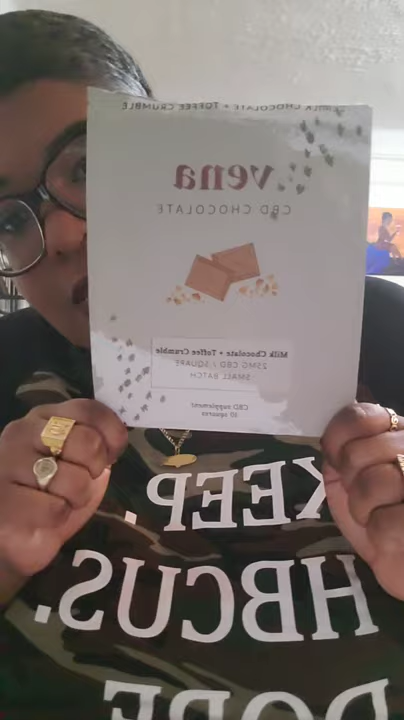 MILK CHOCOLATE + TOFFEE CRUMBLE
vena
CBD CHOCOLATE
Milk Chocolate + Toffee Crumble
25MG CBD / SQUARE
SMALL BATCH
CBD supplement
10 squares
KEEP.
HBCUS.
DOPE